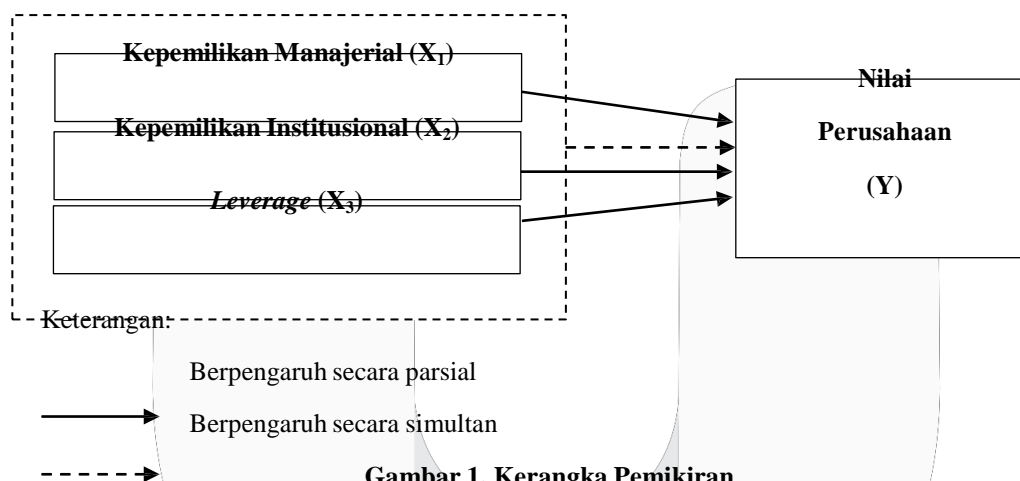 Kepemilikan Manajerial (X1)
Kepemilikan Institusional (X2)
Leverage (X3)
Nilai
Perusahaan
(Y)
Keterangan:
Berpengaruh secara parsial
Berpengaruh secara simultan
Gambar 1. Kerangka Pemikiran